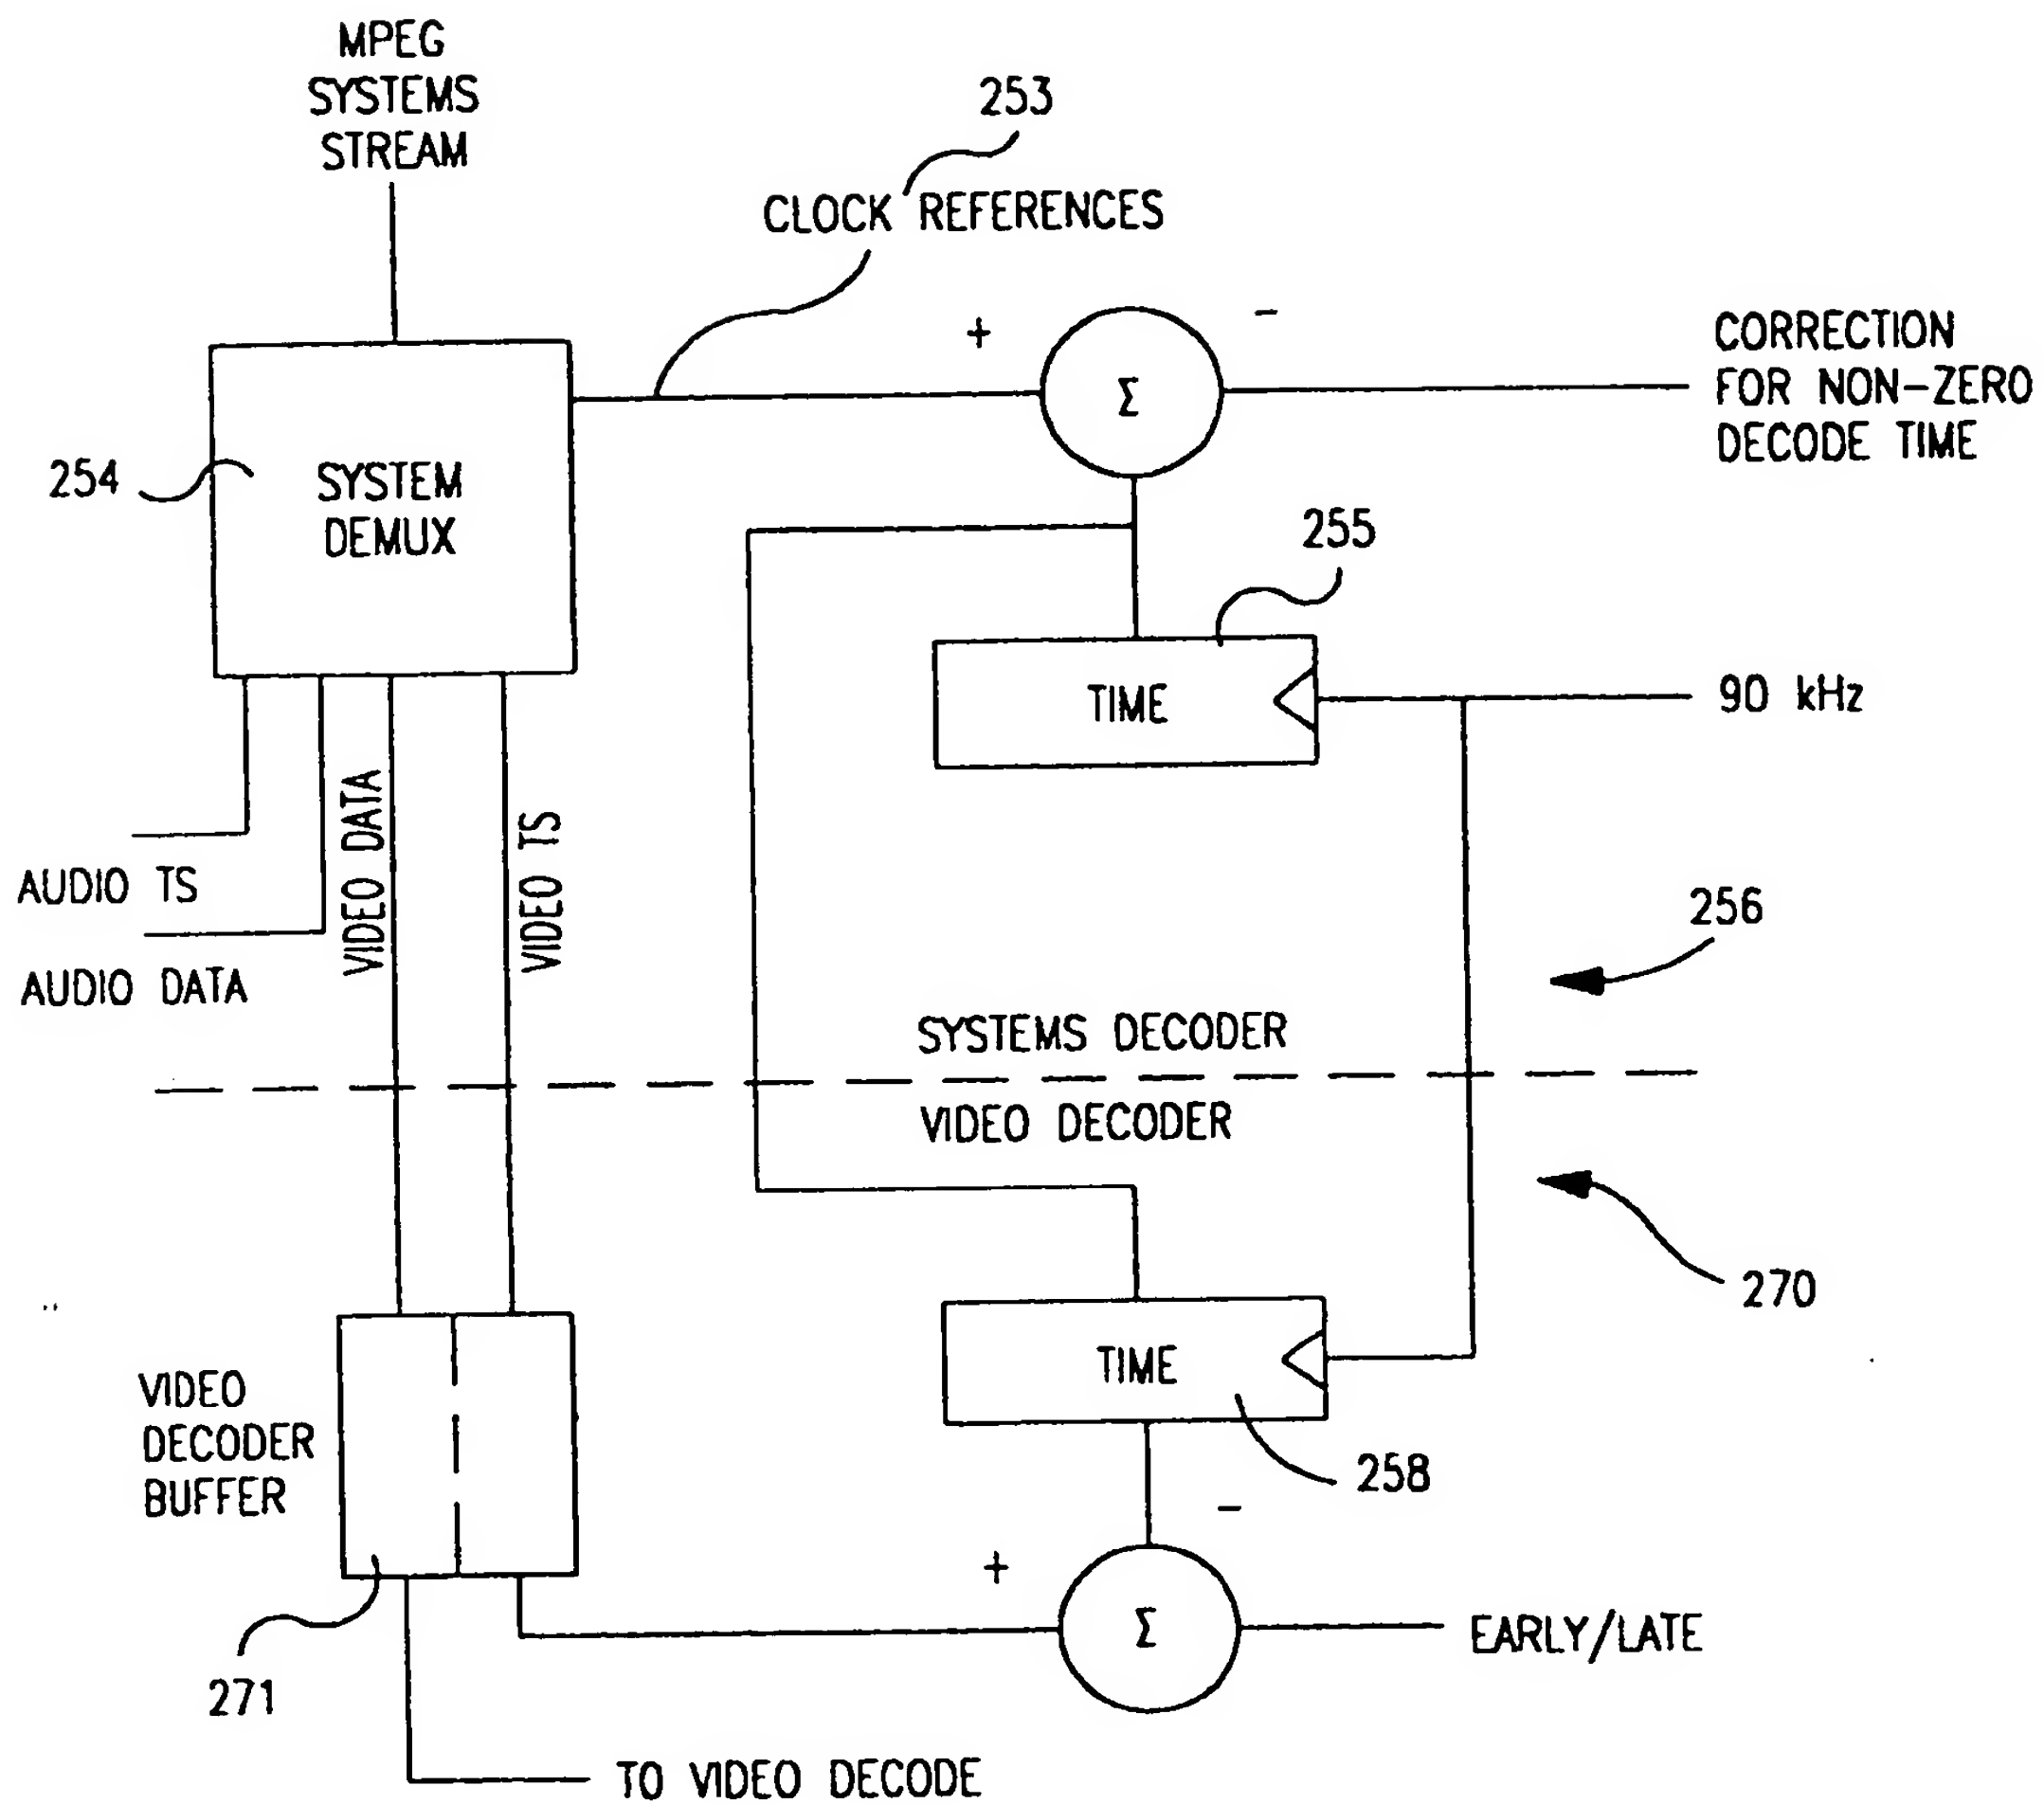 MPEG
SYSTEMS
STREAM
253
CLOCK REFERENCES
+
-
Σ
CORRECTION
FOR NON-ZERO
DECODE TIME
254
SYSTEM
DEMUX
255
TIME
90 kHz
VIDEO DATA
VIDEO TS
AUDIO TS
AUDIO DATA
256
SYSTEMS DECODER
VIDEO DECODER
270
TIME
VIDEO
DECODER
BUFFER
258
-
+
Σ
EARLY/LATE
271
TO VIDEO DECODE